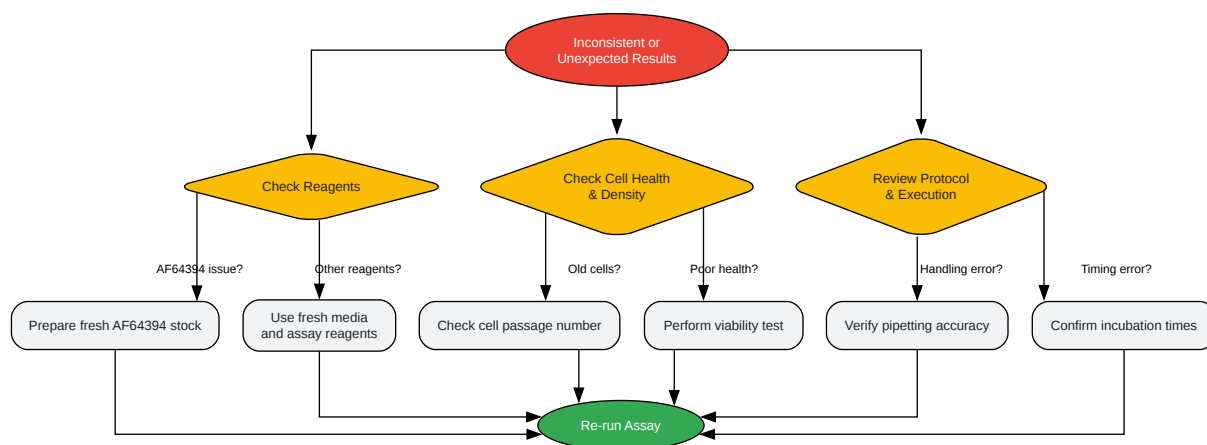 Inconsistent or
Unexpected Results
Check Reagents
Check Cell Health
& Density
Review Protocol
& Execution
AF64394 issue?
Other reagents?
Old cells?
Poor health?
Handling error?
Timing error?
Prepare fresh AF64394 stock
Use fresh media
and assay reagents
Check cell passage number
Perform viability test
Verify pipetting accuracy
Confirm incubation times
Re-run Assay